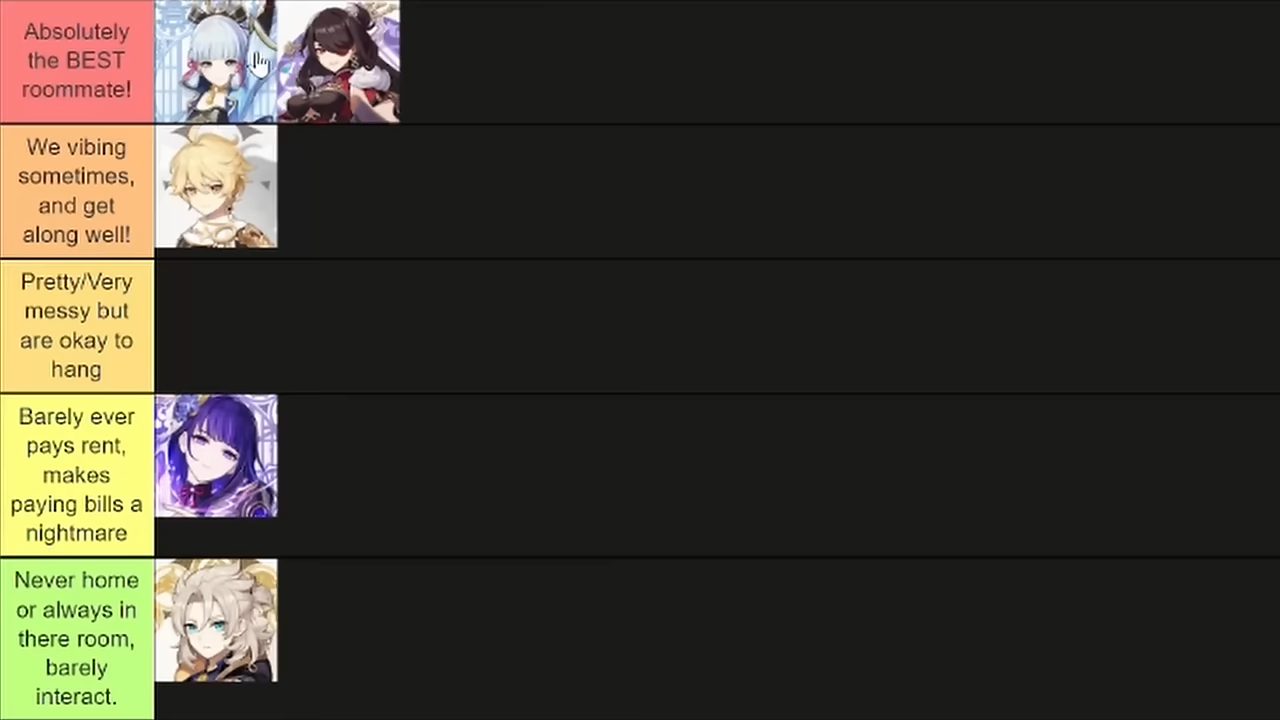 Absolutely
the BEST
roommate!
We vibing
sometimes,
and get
along well!
Pretty/Very
messy but
are okay to
hang
Barely ever
pays rent,
makes
paying bills a
nightmare
Never home
or always in
there room,
barely
interact.